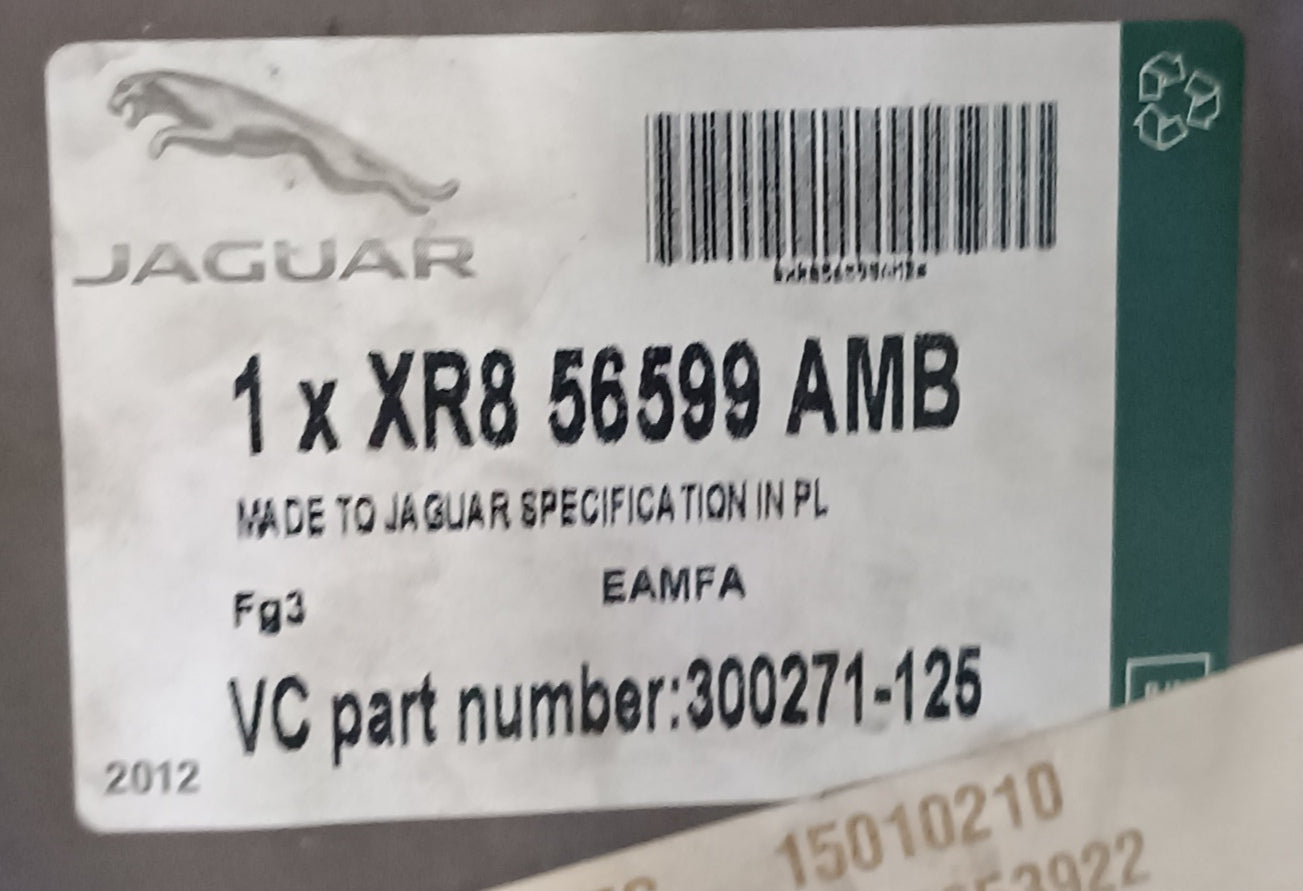 JAGUAR
*XR856599AMB*
1 x XR8 56599 AMB
MADE TO JAGUAR SPECIFICATION IN PL
Fg3
EAMFA
VC part number:300271-125
2012
15010210